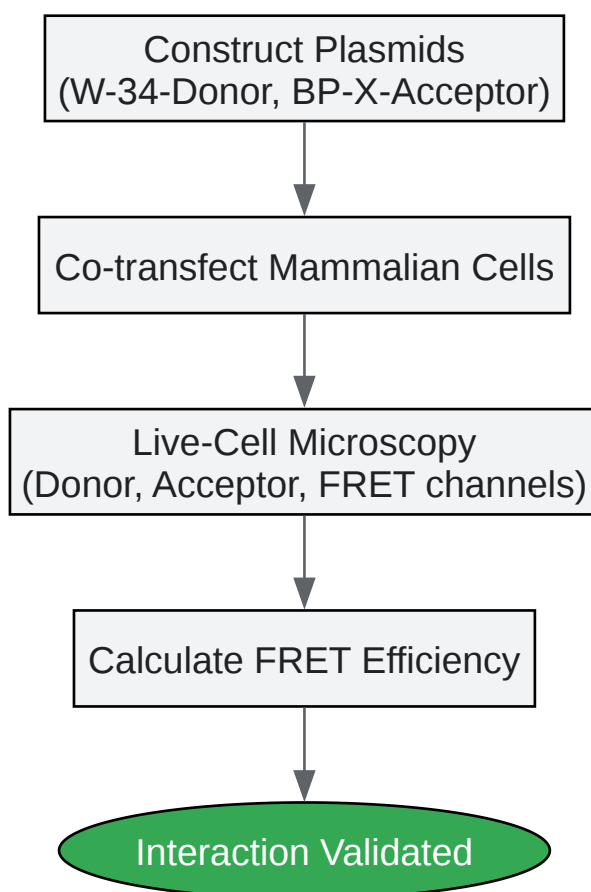 Construct Plasmids
(W-34-Donor, BP-X-Acceptor)
Co-transfect Mammalian Cells
Live-Cell Microscopy
(Donor, Acceptor, FRET channels)
Calculate FRET Efficiency
Interaction Validated